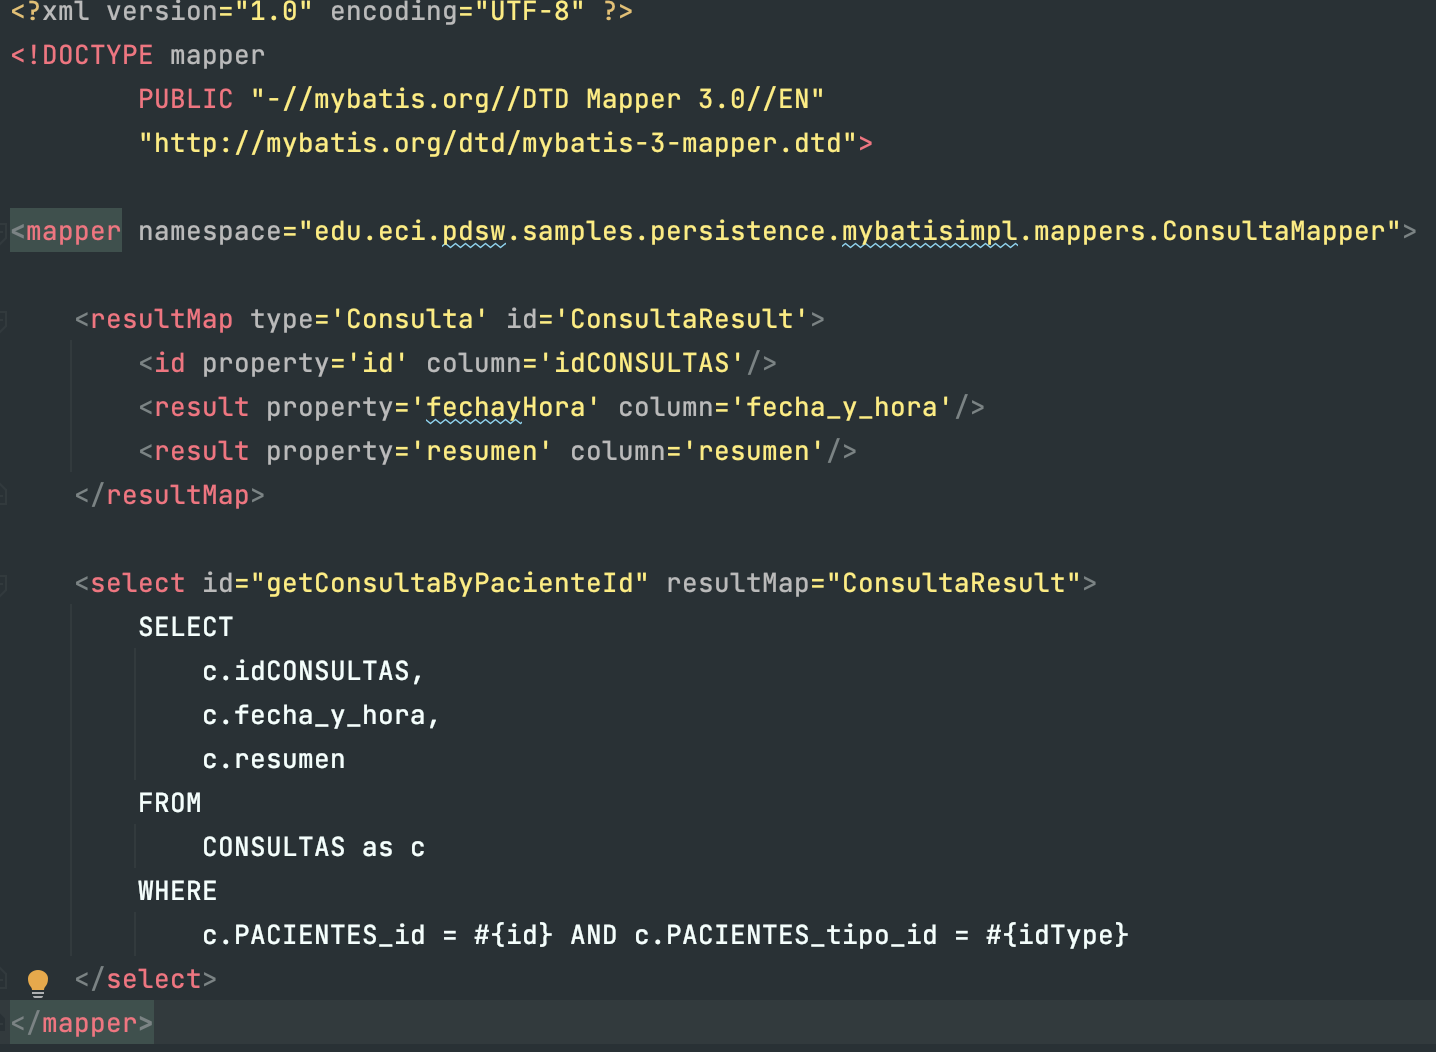 <?xml version="1.0" encoding="UTF-8" ?>
<!DOCTYPE mapper
        PUBLIC "-//mybatis.org//DTD Mapper 3.0//EN"
        "http://mybatis.org/dtd/mybatis-3-mapper.dtd">
<mapper namespace="edu.eci.pdsw.samples.persistence.mybatisimpl.mappers.ConsultaMapper">
    <resultMap type='Consulta' id='ConsultaResult'>
        <id property='id' column='idCONSULTAS'/>
        <result property='fechayHora' column='fecha_y_hora'/>
        <result property='resumen' column='resumen'/>
    </resultMap>
    <select id="getConsultaByPacienteId" resultMap="ConsultaResult">
        SELECT
            c.idCONSULTAS,
            c.fecha_y_hora,
            c.resumen
        FROM
            CONSULTAS as c
        WHERE
            c.PACIENTES_id = #{id} AND c.PACIENTES_tipo_id = #{idType}
    </select>
</mapper>